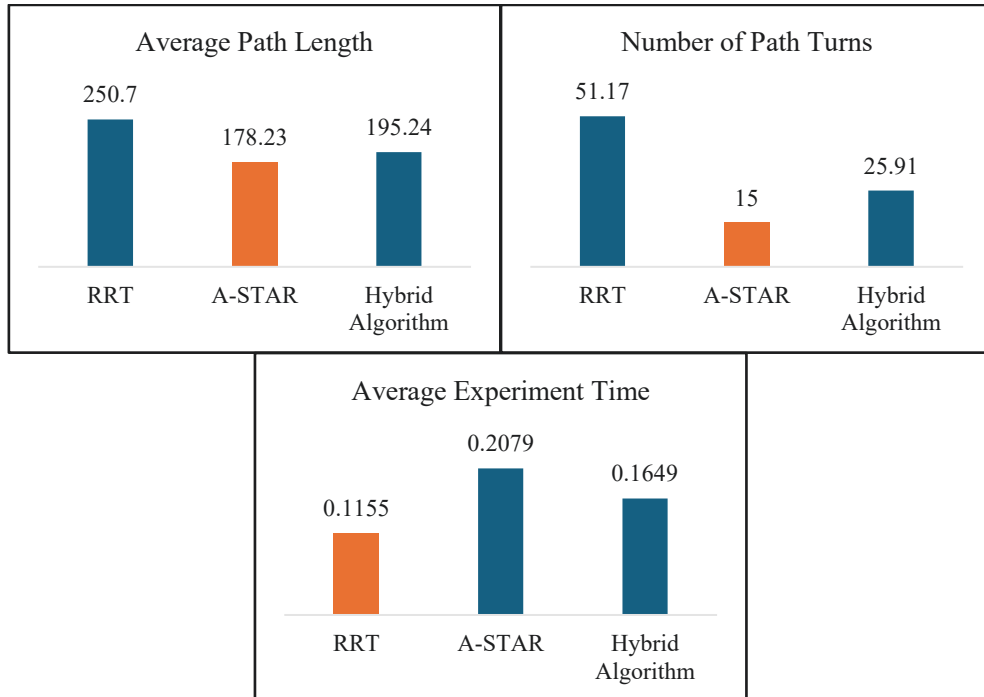 Average Path Length
250.7
178.23
195.24
RRT
A-STAR
Hybrid
Algorithm
Number of Path Turns
51.17
15
25.91
RRT
A-STAR
Hybrid
Algorithm
Average Experiment Time
0.1155
0.2079
0.1649
RRT
A-STAR
Hybrid
Algorithm